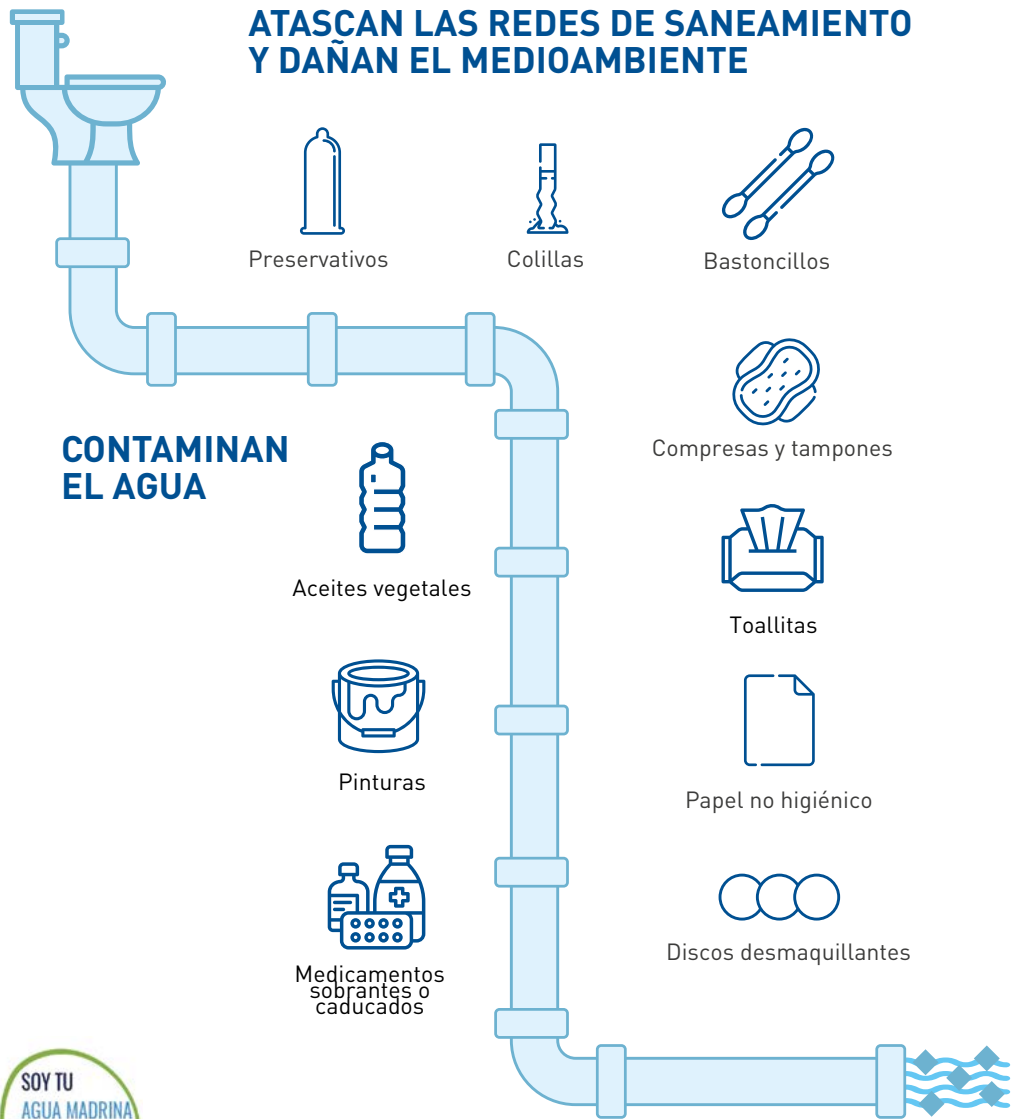 ATASCAN LAS REDES DE SANEAMIENTO
Y DAÑAN EL MEDIOAMBIENTE
Preservativos
Colillas
Bastoncillos
Compresas y tampones
Toallitas
Papel no higiénico
Discos desmaquillantes
CONTAMINAN
EL AGUA
Aceites vegetales
Pinturas
Medicamentos
sobrantes o
caducados
SOY TU
AGUA MADRINA